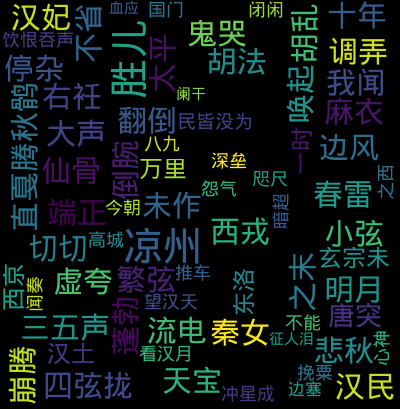 汉妃
血应
国门
闭闲
十年
饮恨吞声
不省
胜儿
太平
鬼哭
胡乱
调弄
停杂
胡法
唤起
我闻
右衽
阑干
麻衣
直戛腾秋鹘
大声
翻倒
民皆没为
八九
一时
边风
仙骨
倒腕
万里
深垒
咫尺
之西
怨气
春雷
端正
今朝
未作
暗超
西戎
小弦
切切
高城
凉州
玄宗未
西京
闻奏
虚夸
繁弦
推车
东洛
之末
明月
望汉天
蓬勃
三五声
流电
秦女
不能
唐突
汉土
看汉月
征人泪
悲秋
心神
崩腾
四弦拢
天宝
冲星成
挽粟
边塞
汉民